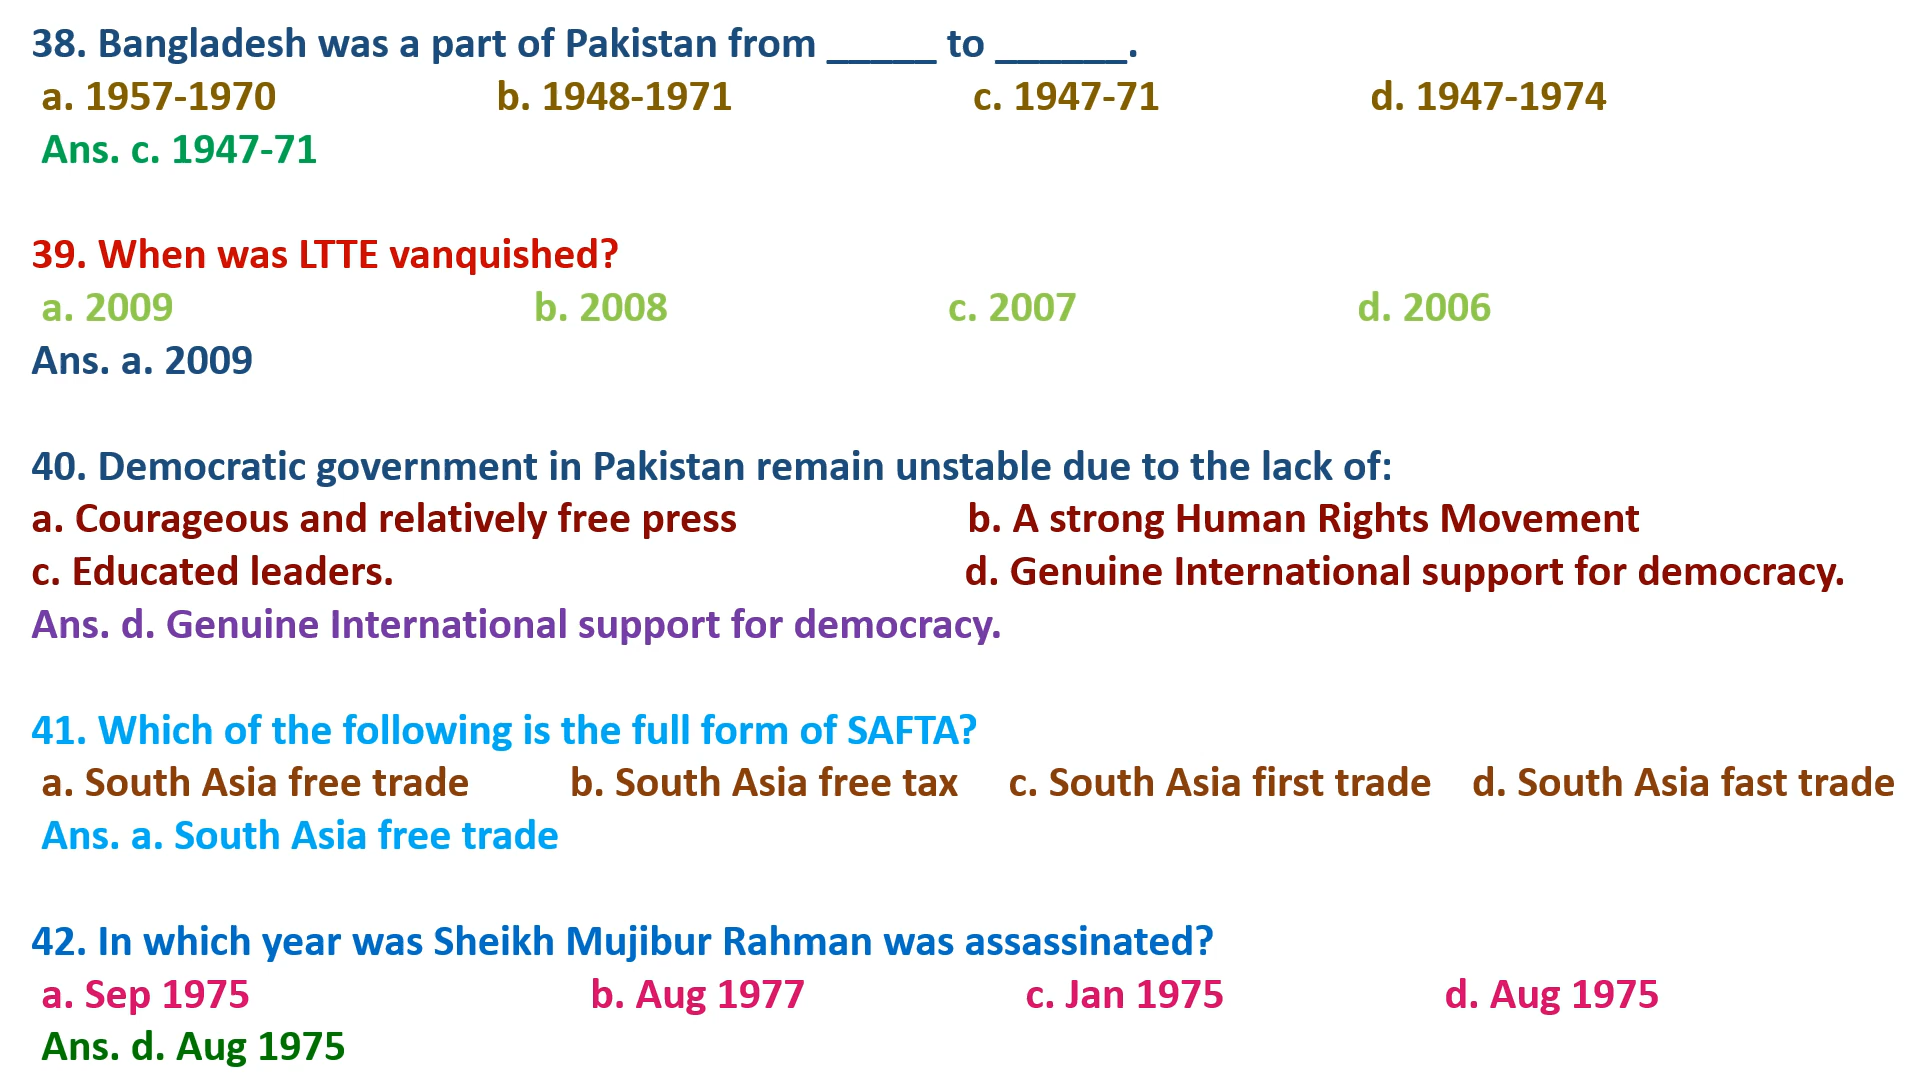 38. Bangladesh was a part of Pakistan from _____ to ______.
a. 1957-1970 b. 1948-1971 c. 1947-71 d. 1947-1974
Ans. c. 1947-71
39. When was LTTE vanquished?
a. 2009 b. 2008 c. 2007 d. 2006
Ans. a. 2009
40. Democratic government in Pakistan remain unstable due to the lack of:
a. Courageous and relatively free press b. A strong Human Rights Movement
c. Educated leaders. d. Genuine International support for democracy.
Ans. d. Genuine International support for democracy.
41. Which of the following is the full form of SAFTA?
a. South Asia free trade b. South Asia free tax c. South Asia first trade d. South Asia fast trade
Ans. a. South Asia free trade
42. In which year was Sheikh Mujibur Rahman was assassinated?
a. Sep 1975 b. Aug 1977 c. Jan 1975 d. Aug 1975
Ans. d. Aug 1975